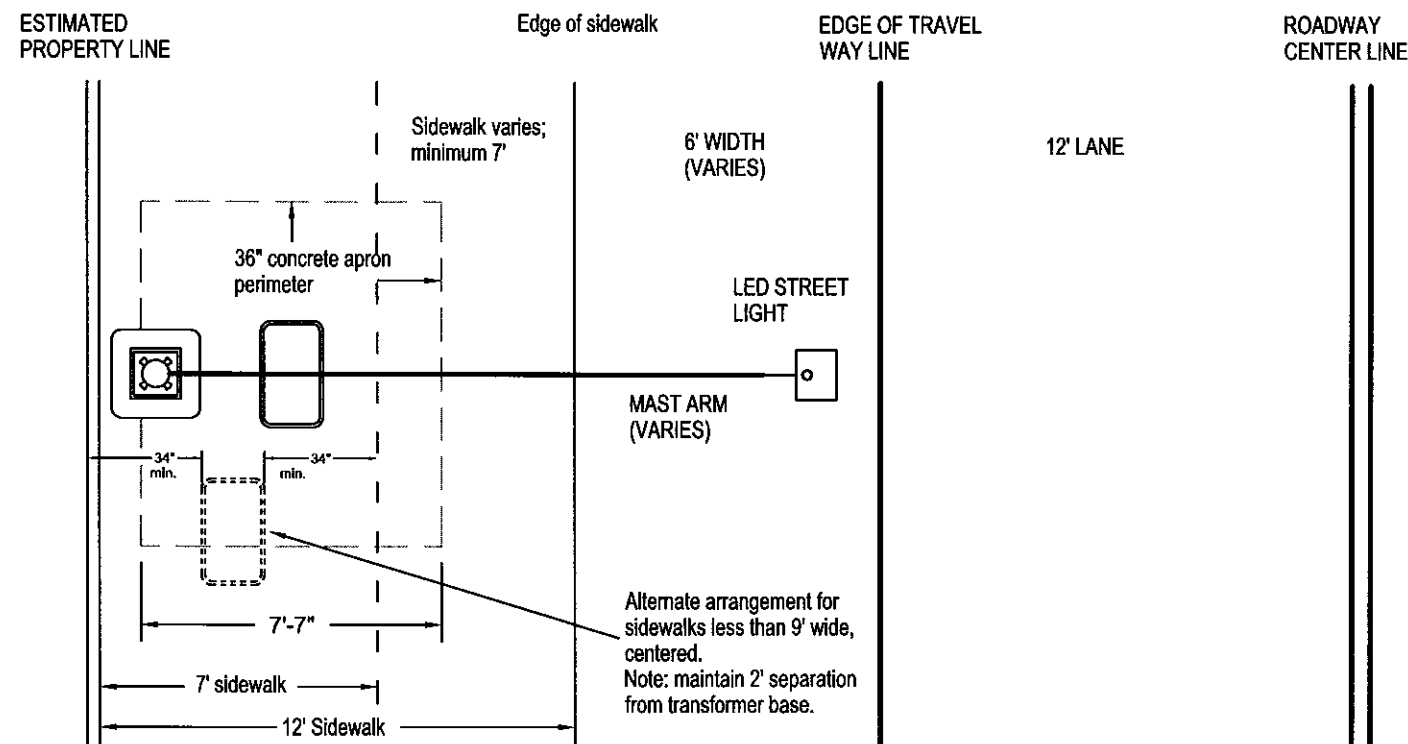 ESTIMATED
PROPERTY LINE
Edge of sidewalk
EDGE OF TRAVEL
WAY LINE
ROADWAY
CENTER LINE
Sidewalk varies;
minimum 7'
6' WIDTH
(VARIES)
12' LANE
36" concrete apron
perimeter
LED STREET
LIGHT
MAST ARM
(VARIES)
34"
min.
34"
min.
Alternate arrangement for
sidewalks less than 9' wide,
centered.
Note: maintain 2' separation
from transformer base.
7'-7"
7' sidewalk
12' Sidewalk